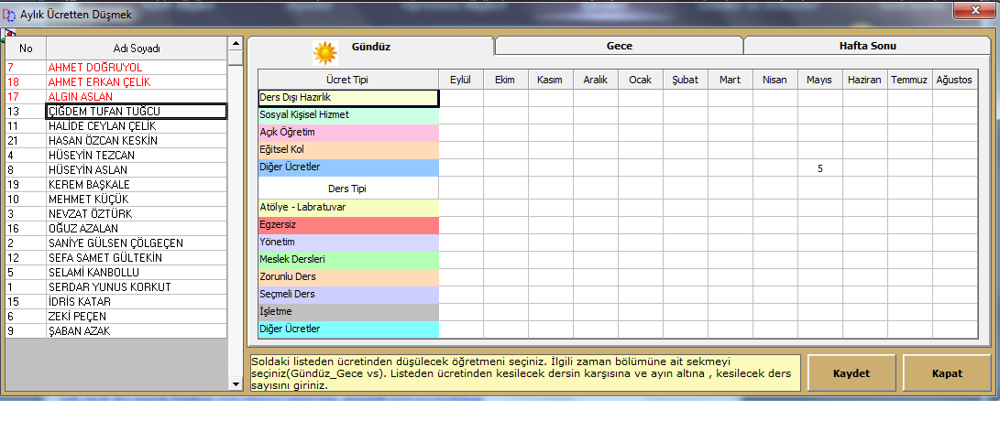 Aylık Ücretten Düşmek
No Adı Soyadı
7 AHMET DOĞRUYOL
18 AHMET ERKAN ÇELİK
17 ALGIN ASLAN
13 ÇİĞDEM TUFAN TUĞCU
11 HALİDE CEYLAN ÇELİK
21 HASAN ÖZCAN KESKİN
4 HÜSEYİN TEZCAN
8 HÜSEYİN ASLAN
19 KEREM BAŞKALE
10 MEHMET KÜÇÜK
3 NEVZAT ÖZTÜRK
16 OĞUZ AZALAN
2 SANİYE GÜLSEN ÇÖLGEÇEN
12 SEFA SAMET GÜLTEKİN
5 SELAMİ KANBOLLU
1 SERDAR YUNUS KORKUT
15 İDRİS KATAR
6 ZEKİ PEÇEN
9 ŞABAN AZAK
Gündüz Gece Hafta Sonu
Ücret Tipi Eylül Ekim Kasım Aralık Ocak Şubat Mart Nisan Mayıs Haziran Temmuz Ağustos
Ders Dışı Hazırlık
Sosyal Kişisel Hizmet
Açık Öğretim
Eğitsel Kol
Diğer Ücretler 5
Ders Tipi
Atölye - Labratuvar
Egzersiz
Yönetim
Meslek Dersleri
Zorunlu Ders
Seçmeli Ders
İşletme
Diğer Ücretler
Soldaki listeden ücretinden düşülecek öğretmeni seçiniz. İlgili zaman bölümüne ait sekmeyi
seçiniz(Gündüz_Gece vs). Listeden ücretinden kesilecek dersin karşısına ve ayın altına , kesilecek ders
sayısını giriniz.
Kaydet Kapat